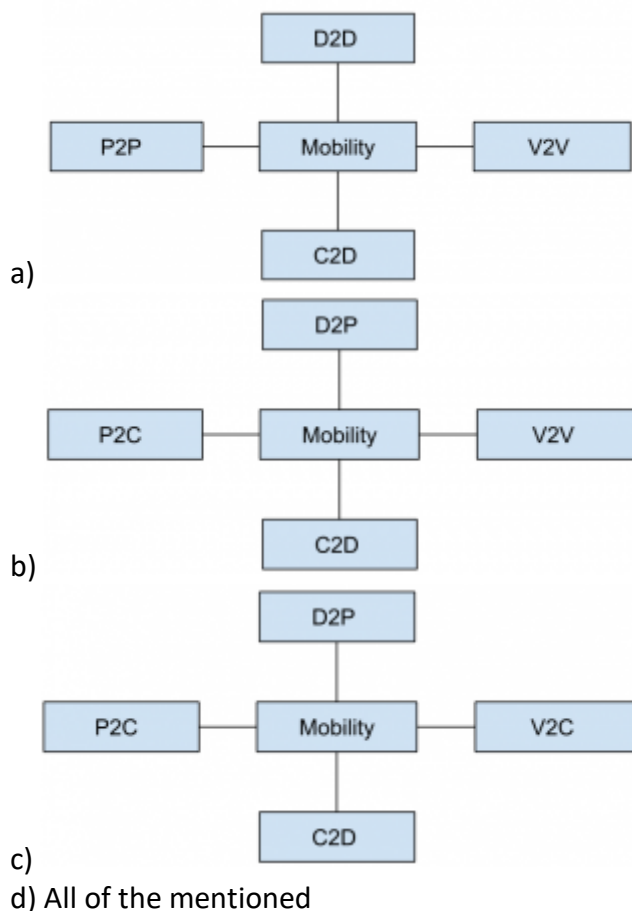 D2D
P2P Mobility V2V
C2D
a)
D2P
P2C Mobility V2V
C2D
b)
D2P
P2C Mobility V2C
C2D
c)
d) All of the mentioned